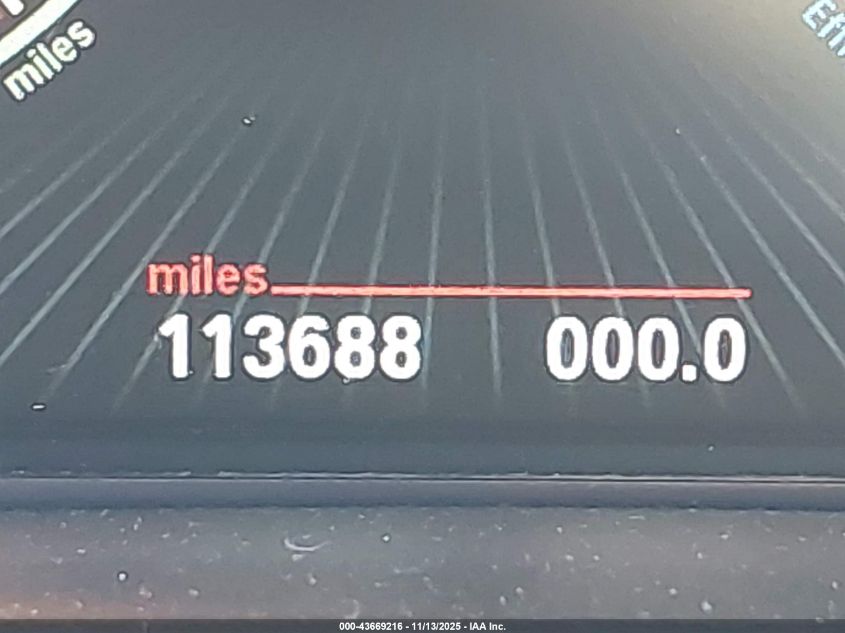 miles
miles
113688 000.0
000-43669216 - 11/13/2025 - IAA Inc.